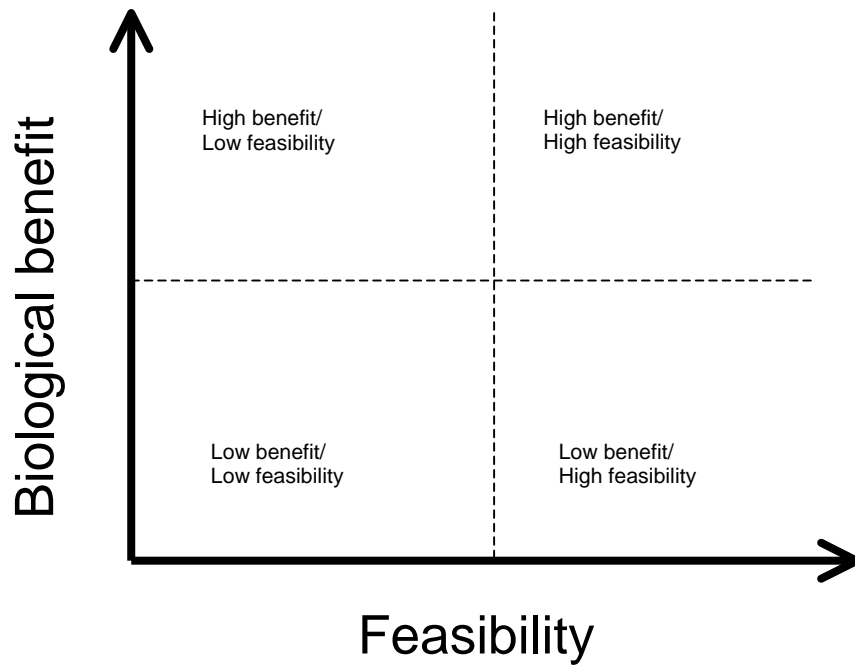 Biological benefit
High benefit/
Low feasibility
High benefit/
High feasibility
Low benefit/
Low feasibility
Low benefit/
High feasibility
Feasibility